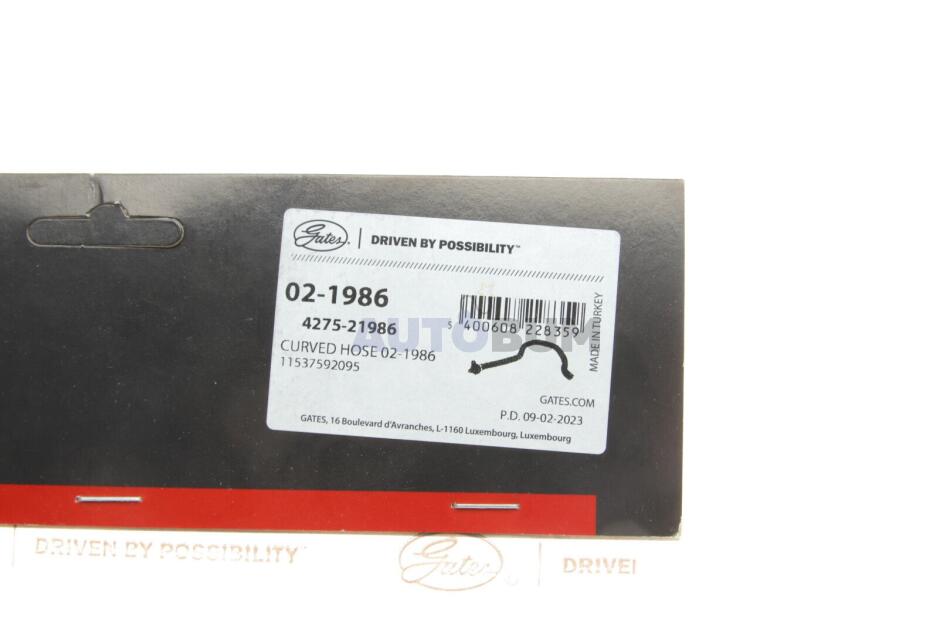 Gates. | DRIVEN BY POSSIBILITY™
02-1986
4275-21986
5 400608 228359
MADE IN TURKEY
AUTOBUM
CURVED HOSE 02-1986
11537592095
GATES.COM
P.D. 09-02-2023
GATES, 16 Boulevard d'Avranches, L-1160 Luxembourg, Luxembourg
DRIVEN BY POSSIBILITY™
Gates
DRIVE